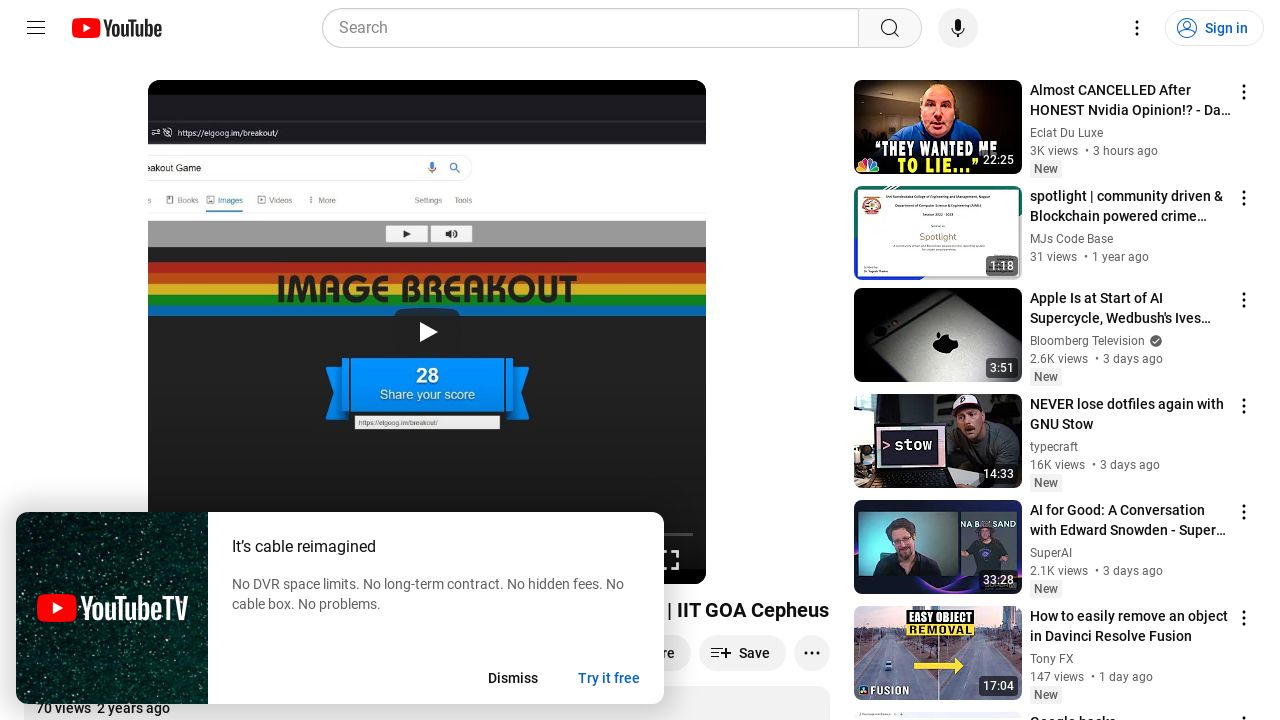 YouTube
Search
Sign in
https://elgoog.im/breakout/
eakout Game
Books
Images
Videos
More
Settings
Tools
IMAGE BREAKOUT
28
Share your score
https://elgoog.im/breakout/
| IIT GOA Cepheus
re
Save
70 views 2 years ago
YouTubeTV
It's cable reimagined
No DVR space limits. No long-term contract. No hidden fees. No
cable box. No problems.
Dismiss
Try it free
"THEY WANTED ME
TO LIE..."
22:25
Almost CANCELLED After
HONEST Nvidia Opinion!? - Da...
Eclat Du Luxe
3K views • 3 hours ago
New
Spotlight
1:18
spotlight | community driven &
Blockchain powered crime...
MJs Code Base
31 views • 1 year ago
3:51
Apple Is at Start of AI
Supercycle, Wedbush's Ives...
Bloomberg Television
2.6K views • 3 days ago
New
> stow
14:33
NEVER lose dotfiles again with
GNU Stow
typecraft
16K views • 3 days ago
New
33:28
AI for Good: A Conversation
with Edward Snowden - Super...
SuperAI
2.1K views • 3 days ago
New
EASY OBJECT
REMOVAL
FUSION
17:04
How to easily remove an object
in Davinci Resolve Fusion
Tony FX
147 views • 1 day ago
New